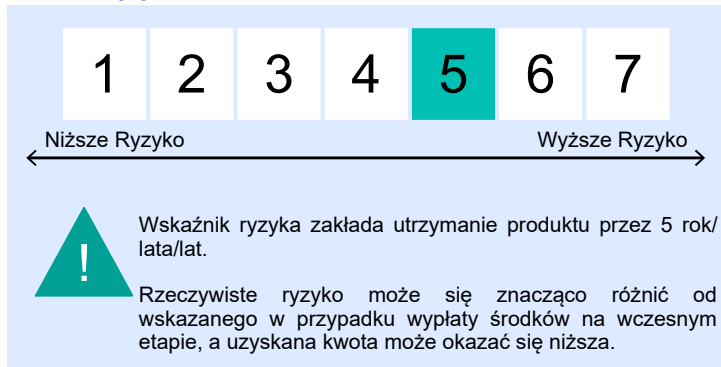 1 2 3 4 5 6 7
Niższe Ryzyko Wyższe Ryzyko
! Wskaźnik ryzyka zakłada utrzymanie produktu przez 5 rok/
lata/lat.
Rzeczywiste ryzyko może się znacząco różnić od
wskazanego w przypadku wypłaty środków na wczesnym
etapie, a uzyskana kwota może okazać się niższa.